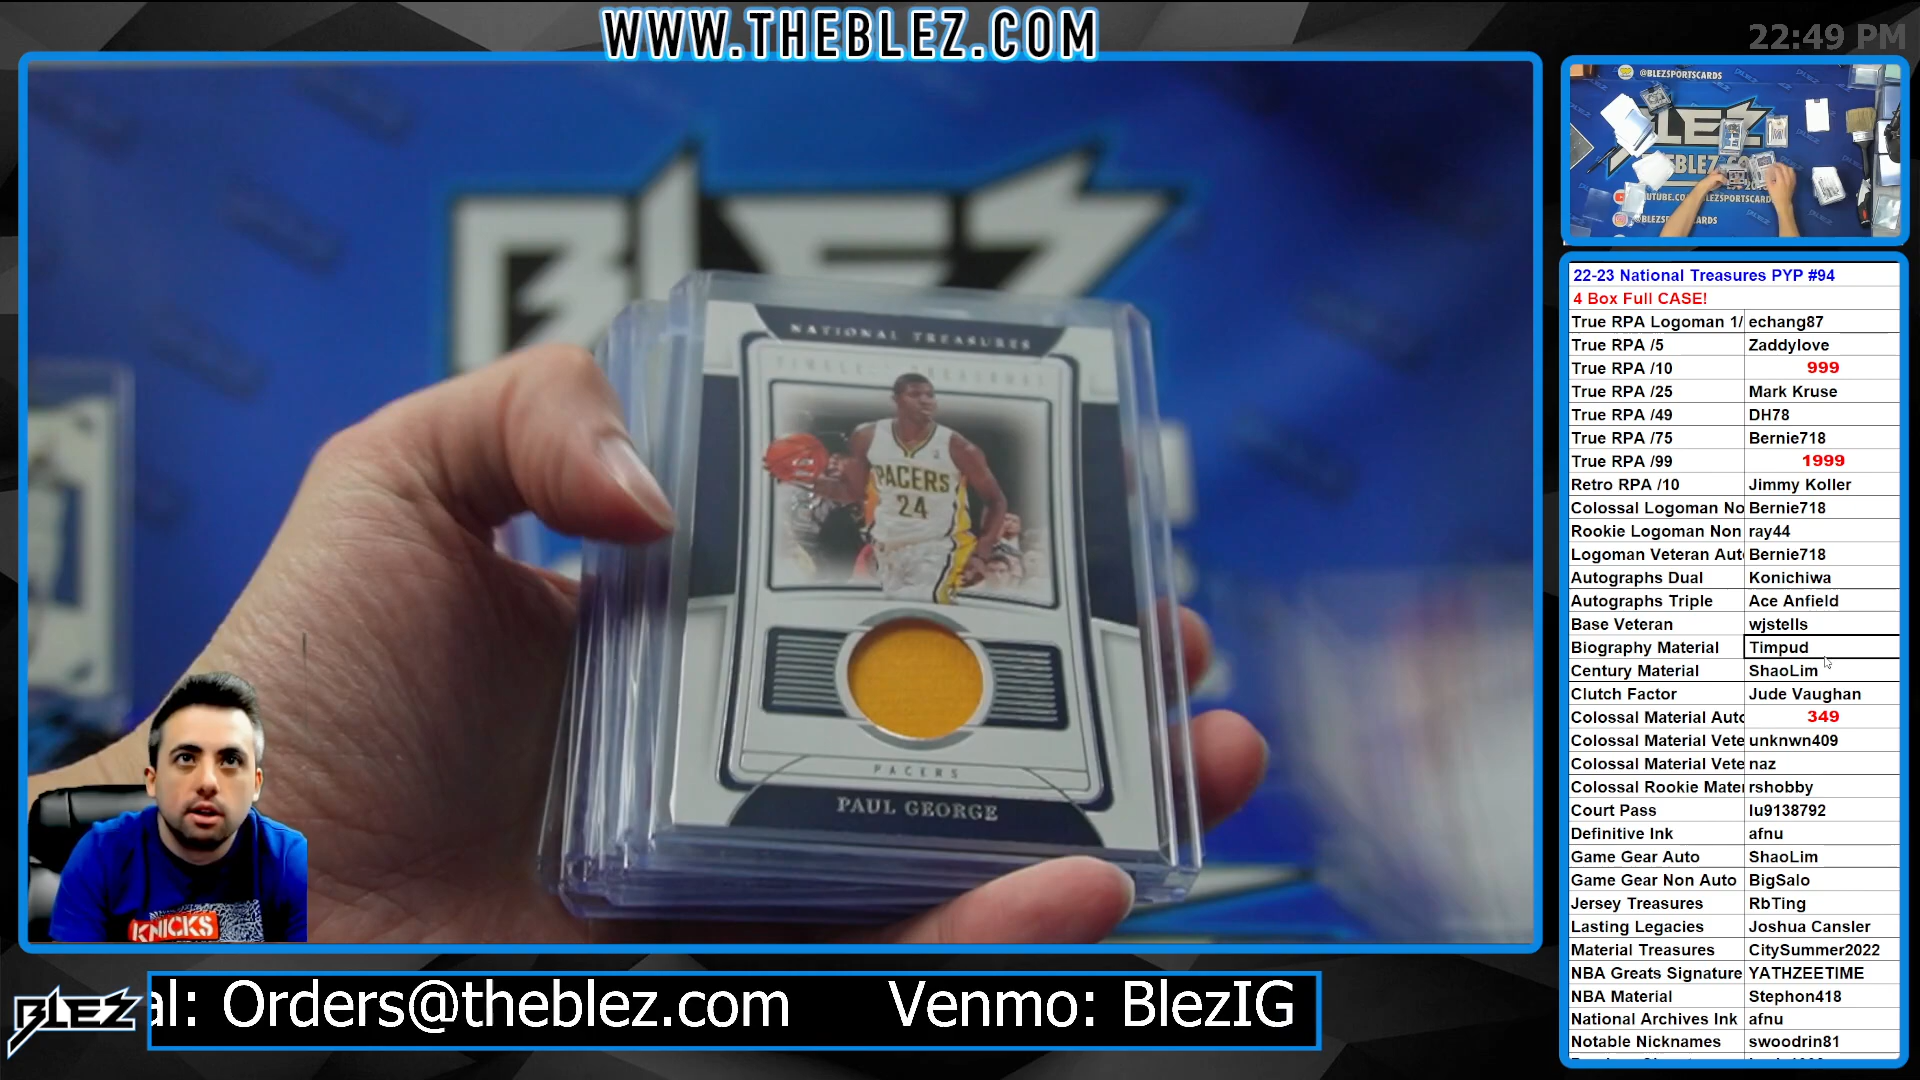 WWW.THEBLEZ.COM
22:49 PM
BLEZ
NATIONAL TREASURES
PACERS
24
PACERS
PAUL GEORGE
KNICKS
@BLEZSPORTSCARDS
22-23 National Treasures PYP #94
4 Box Full CASE!
True RPA Logoman 1/ echang87
True RPA /5 Zaddylove
True RPA /10 999
True RPA /25 Mark Kruse
True RPA /49 DH78
True RPA /75 Bernie718
True RPA /99 1999
Retro RPA /10 Jimmy Koller
Colossal Logoman No Bernie718
Rookie Logoman Non ray44
Logoman Veteran Aut Bernie718
Autographs Dual Konichiwa
Autographs Triple Ace Anfield
Base Veteran wjstells
Biography Material Timpud
Century Material ShaoLim
Clutch Factor Jude Vaughan
Colossal Material Auto 349
Colossal Material Vete unknwn409
Colossal Material Vete naz
Colossal Rookie Mater rshobby
Court Pass lu9138792
Definitive Ink afnu
Game Gear Auto ShaoLim
Game Gear Non Auto BigSalo
Jersey Treasures RbTing
Lasting Legacies Joshua Cansler
Material Treasures CitySummer2022
NBA Greats Signature YATHZEETIME
NBA Material Stephon418
National Archives Ink afnu
Notable Nicknames swoodrin81
BLEZ
al: Orders@theblez.com Venmo: BlezIG